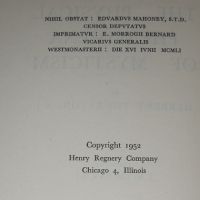 NIHIL OBSTAT : EDVARDVS MAHONEY, S.T.D.
CENSOR DEPVTATVS
IMPRIMATVR : E. MORROGH BERNARD
VICARIVS GENERALIS
WESTMONASTERII : DIE XVI IVNII MCMLI
Copyright 1952
Henry Regnery Company
Chicago 4, Illinois